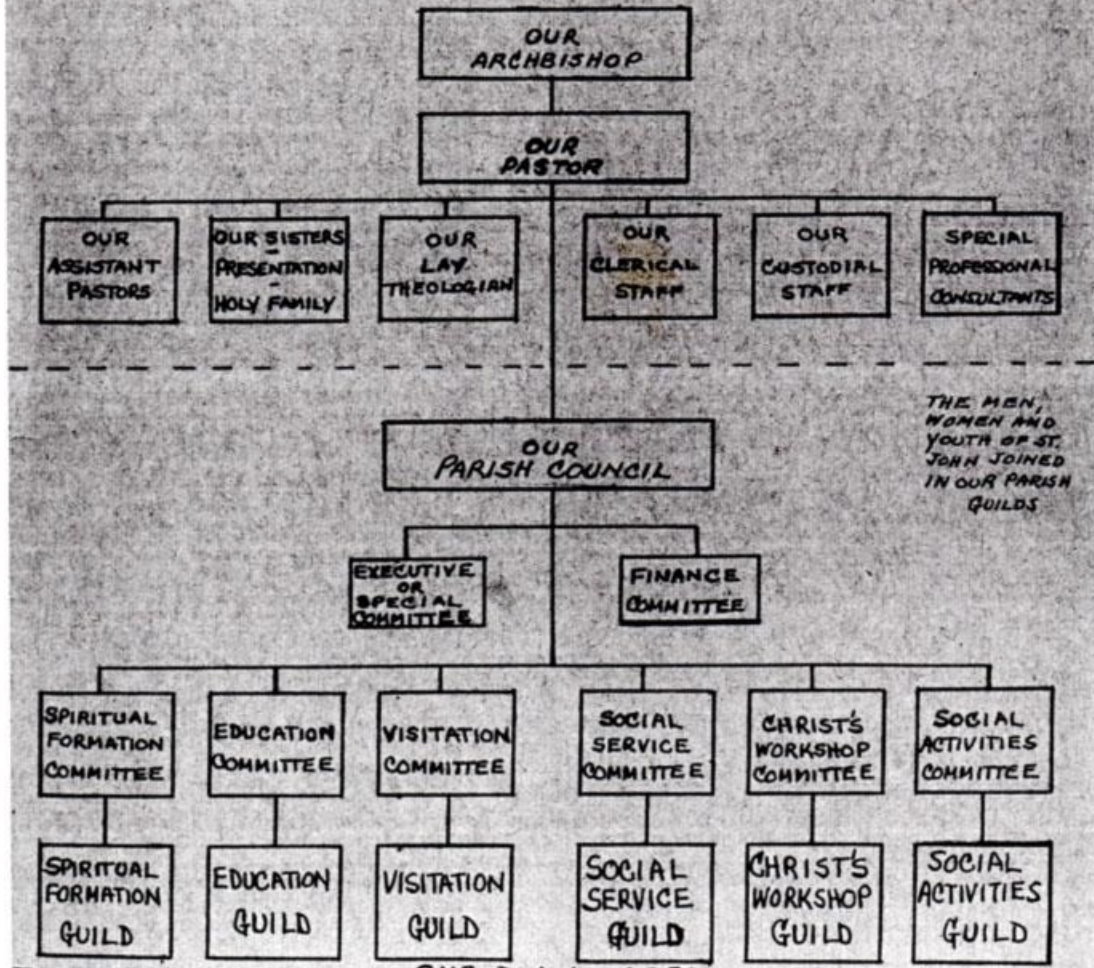 OUR
ARCHBISHOP
OUR
PASTOR
OUR
ASSISTANT
PASTORS
OUR SISTERS
PRESENTATION
-
HOLY FAMILY
OUR
LAY
THEOLOGIAN
OUR
CLERICAL
STAFF
OUR
CUSTODIAL
STAFF
SPECIAL
PROFESSIONAL
CONSULTANTS
THE MEN,
WOMEN AND
YOUTH OF ST.
JOHN JOINED
IN OUR PARISH
GUILDS
OUR
PARISH COUNCIL
EXECUTIVE
OR
SPECIAL
COMMITTEE
FINANCE
COMMITTEE
SPIRITUAL
FORMATION
COMMITTEE
EDUCATION
COMMITTEE
VISITATION
COMMITTEE
SOCIAL
SERVICE
COMMITTEE
CHRIST'S
WORKSHOP
COMMITTEE
SOCIAL
ACTIVITIES
COMMITTEE
SPIRITUAL
FORMATION
GUILD
EDUCATION
GUILD
VISITATION
GUILD
SOCIAL
SERVICE
GUILD
CHRIST'S
WORKSHOP
GUILD
SOCIAL
ACTIVITIES
GUILD